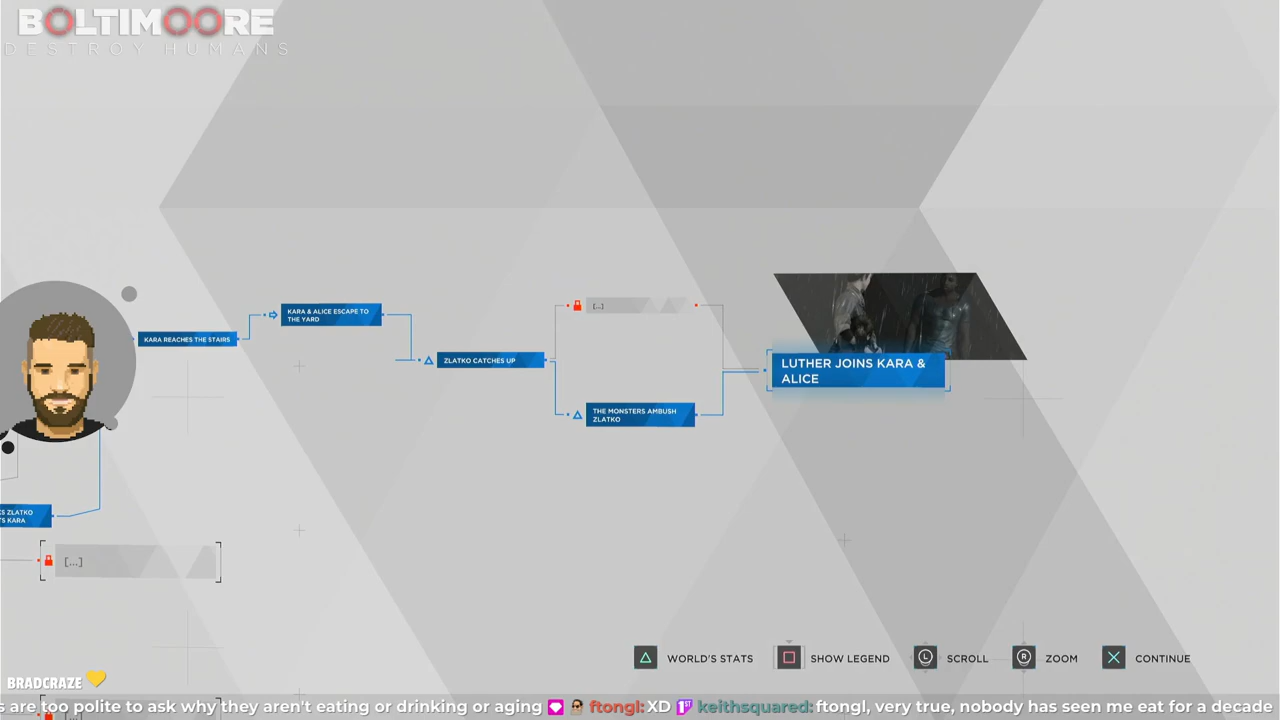 BOLTIMOORE
DESTROY HUMANS
KARA REACHES THE STAIRS
KARA & ALICE ESCAPE TO
THE YARD
ZLATKO CATCHES UP
[...]
THE MONSTERS AMBUSH
ZLATKO
LUTHER JOINS KARA &
ALICE
ZLATKO
KARA
[...]
WORLD'S STATS
SHOW LEGEND
L
SCROLL
R
ZOOM
CONTINUE
BRADCRAZE
are too polite to ask why they aren't eating or drinking or aging ftongl: XD 1ST keithsquared: ftongl, very true, nobody has seen me eat for a decade